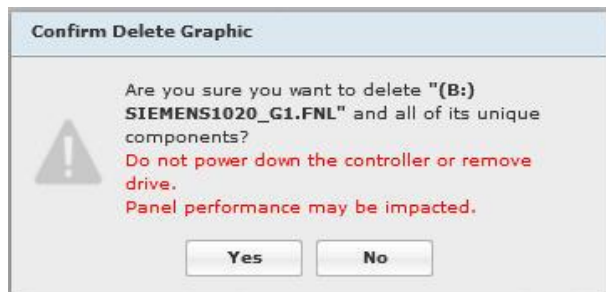 Confirm Delete Graphic
Are you sure you want to delete "(B:)
SIEMENS1020_G1.FNL" and all of its unique
components?
Do not power down the controller or remove
drive.
Panel performance may be impacted.
Yes No